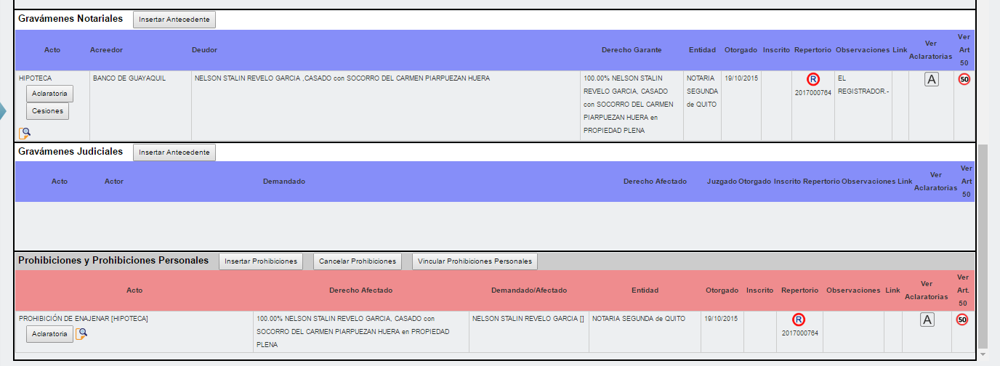 Gravámenes Notariales Insertar Antecedente
Acto Acreedor Deudor Derecho Garante Entidad Otorgado Inscrito Repertorio Observaciones Link Ver Aclaratorias Ver Art 50
HIPOTECA BANCO DE GUAYAQUIL NELSON STALIN REVELO GARCIA ,CASADO con SOCORRO DEL CARMEN PIARPUEZAN HUERA 100.00% NELSON STALIN NOTARIA 19/10/2015 R EL A 50
Aclaratoria REVELO GARCIA, CASADO SEGUNDA 2017000764 REGISTRADOR.-
Cesiones con SOCORRO DEL CARMEN de QUITO
PIARPUEZAN HUERA en
PROPIEDAD PLENA
Gravámenes Judiciales Insertar Antecedente
Acto Actor Demandado Derecho Afectado Juzgado Otorgado Inscrito Repertorio Observaciones Link Ver Aclaratorias Ver Art 50
Prohibiciones y Prohibiciones Personales Insertar Prohibiciones Cancelar Prohibiciones Vincular Prohibiciones Personales
Acto Derecho Afectado Demandado/Afectado Entidad Otorgado Inscrito Repertorio Observaciones Link Ver Aclaratorias Ver Art. 50
PROHIBICIÓN DE ENAJENAR [HIPOTECA] 100.00% NELSON STALIN REVELO GARCIA, CASADO con NELSON STALIN REVELO GARCIA [] NOTARIA SEGUNDA de QUITO 19/10/2015 R A 50
Aclaratoria SOCORRO DEL CARMEN PIARPUEZAN HUERA en PROPIEDAD 2017000764
PLENA